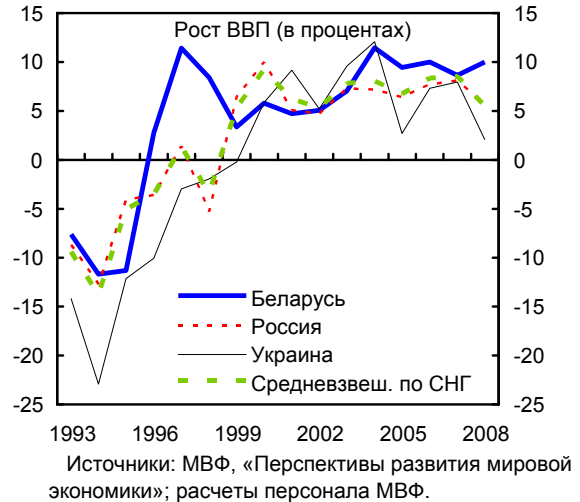 Рост ВВП (в процентах)
15 15
10 10
5 5
0 0
-5 -5
-10 -10
-15 -15
-20 -20
-25 -25
Беларусь
Россия
Украина
Средневзвеш. по СНГ
1993 1996 1999 2002 2005 2008
Источники: МВФ, «Перспективы развития мировой
экономики»; расчеты персонала МВФ.